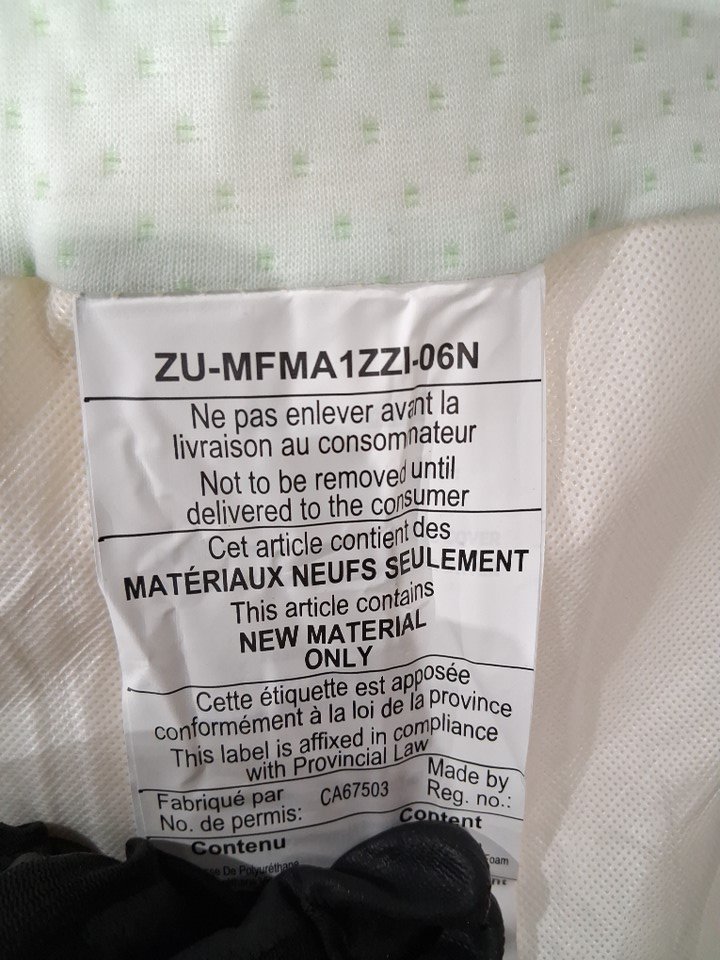 ZU-MFMA1ZZI-06N
Ne pas enlever avant la
livraison au consommateur
Not to be removed until
delivered to the consumer
Cet article contient des
MATÉRIAUX NEUFS SEULEMENT
This article contains
NEW MATERIAL
ONLY
Cette étiquette est apposée
conformément à la loi de la province
This label is affixed in compliance
with Provincial Law
Fabriqué par
No. de permis:
CA67503
Made by
Reg. no.:
Contenu
Content
De Polyuréthane
Foam